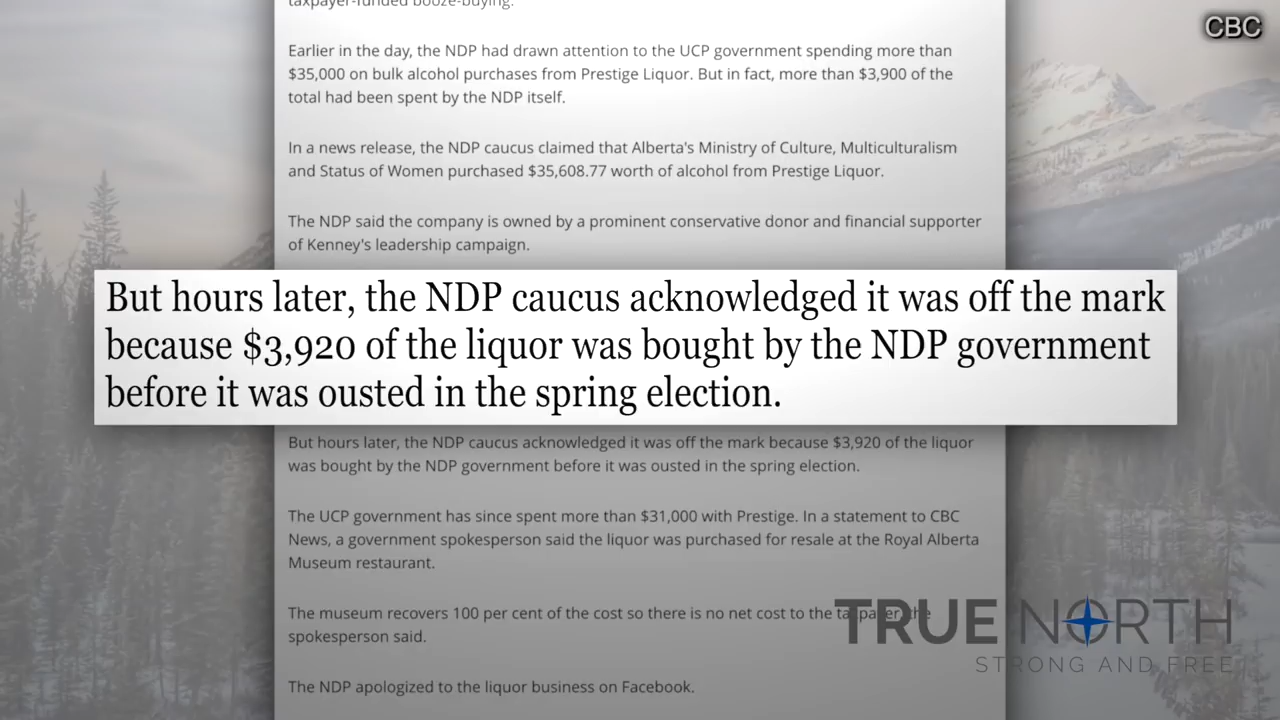 taxpayer-funded booze-buying.
CBC
Earlier in the day, the NDP had drawn attention to the UCP government spending more than
$35,000 on bulk alcohol purchases from Prestige Liquor. But in fact, more than $3,900 of the
total had been spent by the NDP itself.
In a news release, the NDP caucus claimed that Alberta's Ministry of Culture, Multiculturalism
and Status of Women purchased $35,608.77 worth of alcohol from Prestige Liquor.
The NDP said the company is owned by a prominent conservative donor and financial supporter
of Kenney's leadership campaign.
But hours later, the NDP caucus acknowledged it was off the mark
because $3,920 of the liquor was bought by the NDP government
before it was ousted in the spring election.
But hours later, the NDP caucus acknowledged it was off the mark because $3,920 of the liquor
was bought by the NDP government before it was ousted in the spring election.
The UCP government has since spent more than $31,000 with Prestige. In a statement to CBC
News, a government spokesperson said the liquor was purchased for resale at the Royal Alberta
Museum restaurant.
The museum recovers 100 per cent of the cost so there is no net cost to the taxpayer, the
spokesperson said.
TRUE NORTH
STRONG AND FREE
The NDP apologized to the liquor business on Facebook.